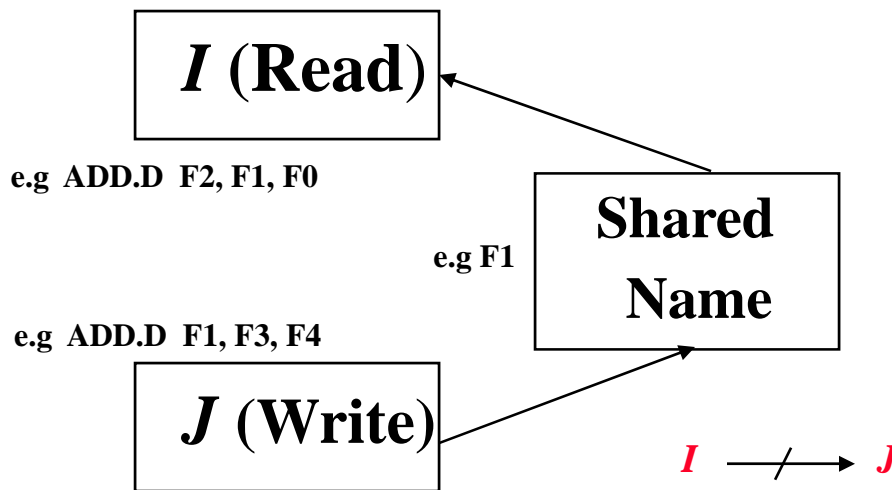 I (Read)
e.g ADD.D F2, F1, F0
Shared
Name
e.g F1
e.g ADD.D F1, F3, F4
J (Write)
I J